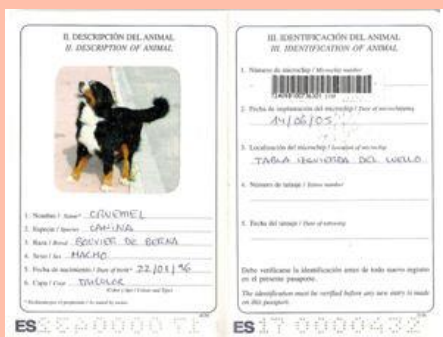 II. DESCRIPCIÓN DEL ANIMAL
II. DESCRIPTION OF ANIMAL
1. Nombre / Name*
2. Especie / Species CANINA
3. Raza / Breed BOUVIER DE BERNA
4. Sexo / Sex MACHO
5. Fecha de nacimiento / Date of birth* 22/01/96
6. Capa / Coat TRICOLOR
III. IDENTIFICACIÓN DEL ANIMAL
III. IDENTIFICATION OF ANIMAL
1. Número de microchip / Microchip number
2. Fecha de implantación del microchip / Date of microchipping
14/06/05
3. Localización del microchip / Location of microchip
TABLA IZQUIERDA DEL CUELLO
4. Número de tatuaje / Tattoo number
5. Fecha del tatuaje / Date of tattooing
Debe verificarse la identificación antes de todo nuevo registro
en el presente pasaporte.
The identification must be verified before any new entry is made
on this passport.
ES
ES